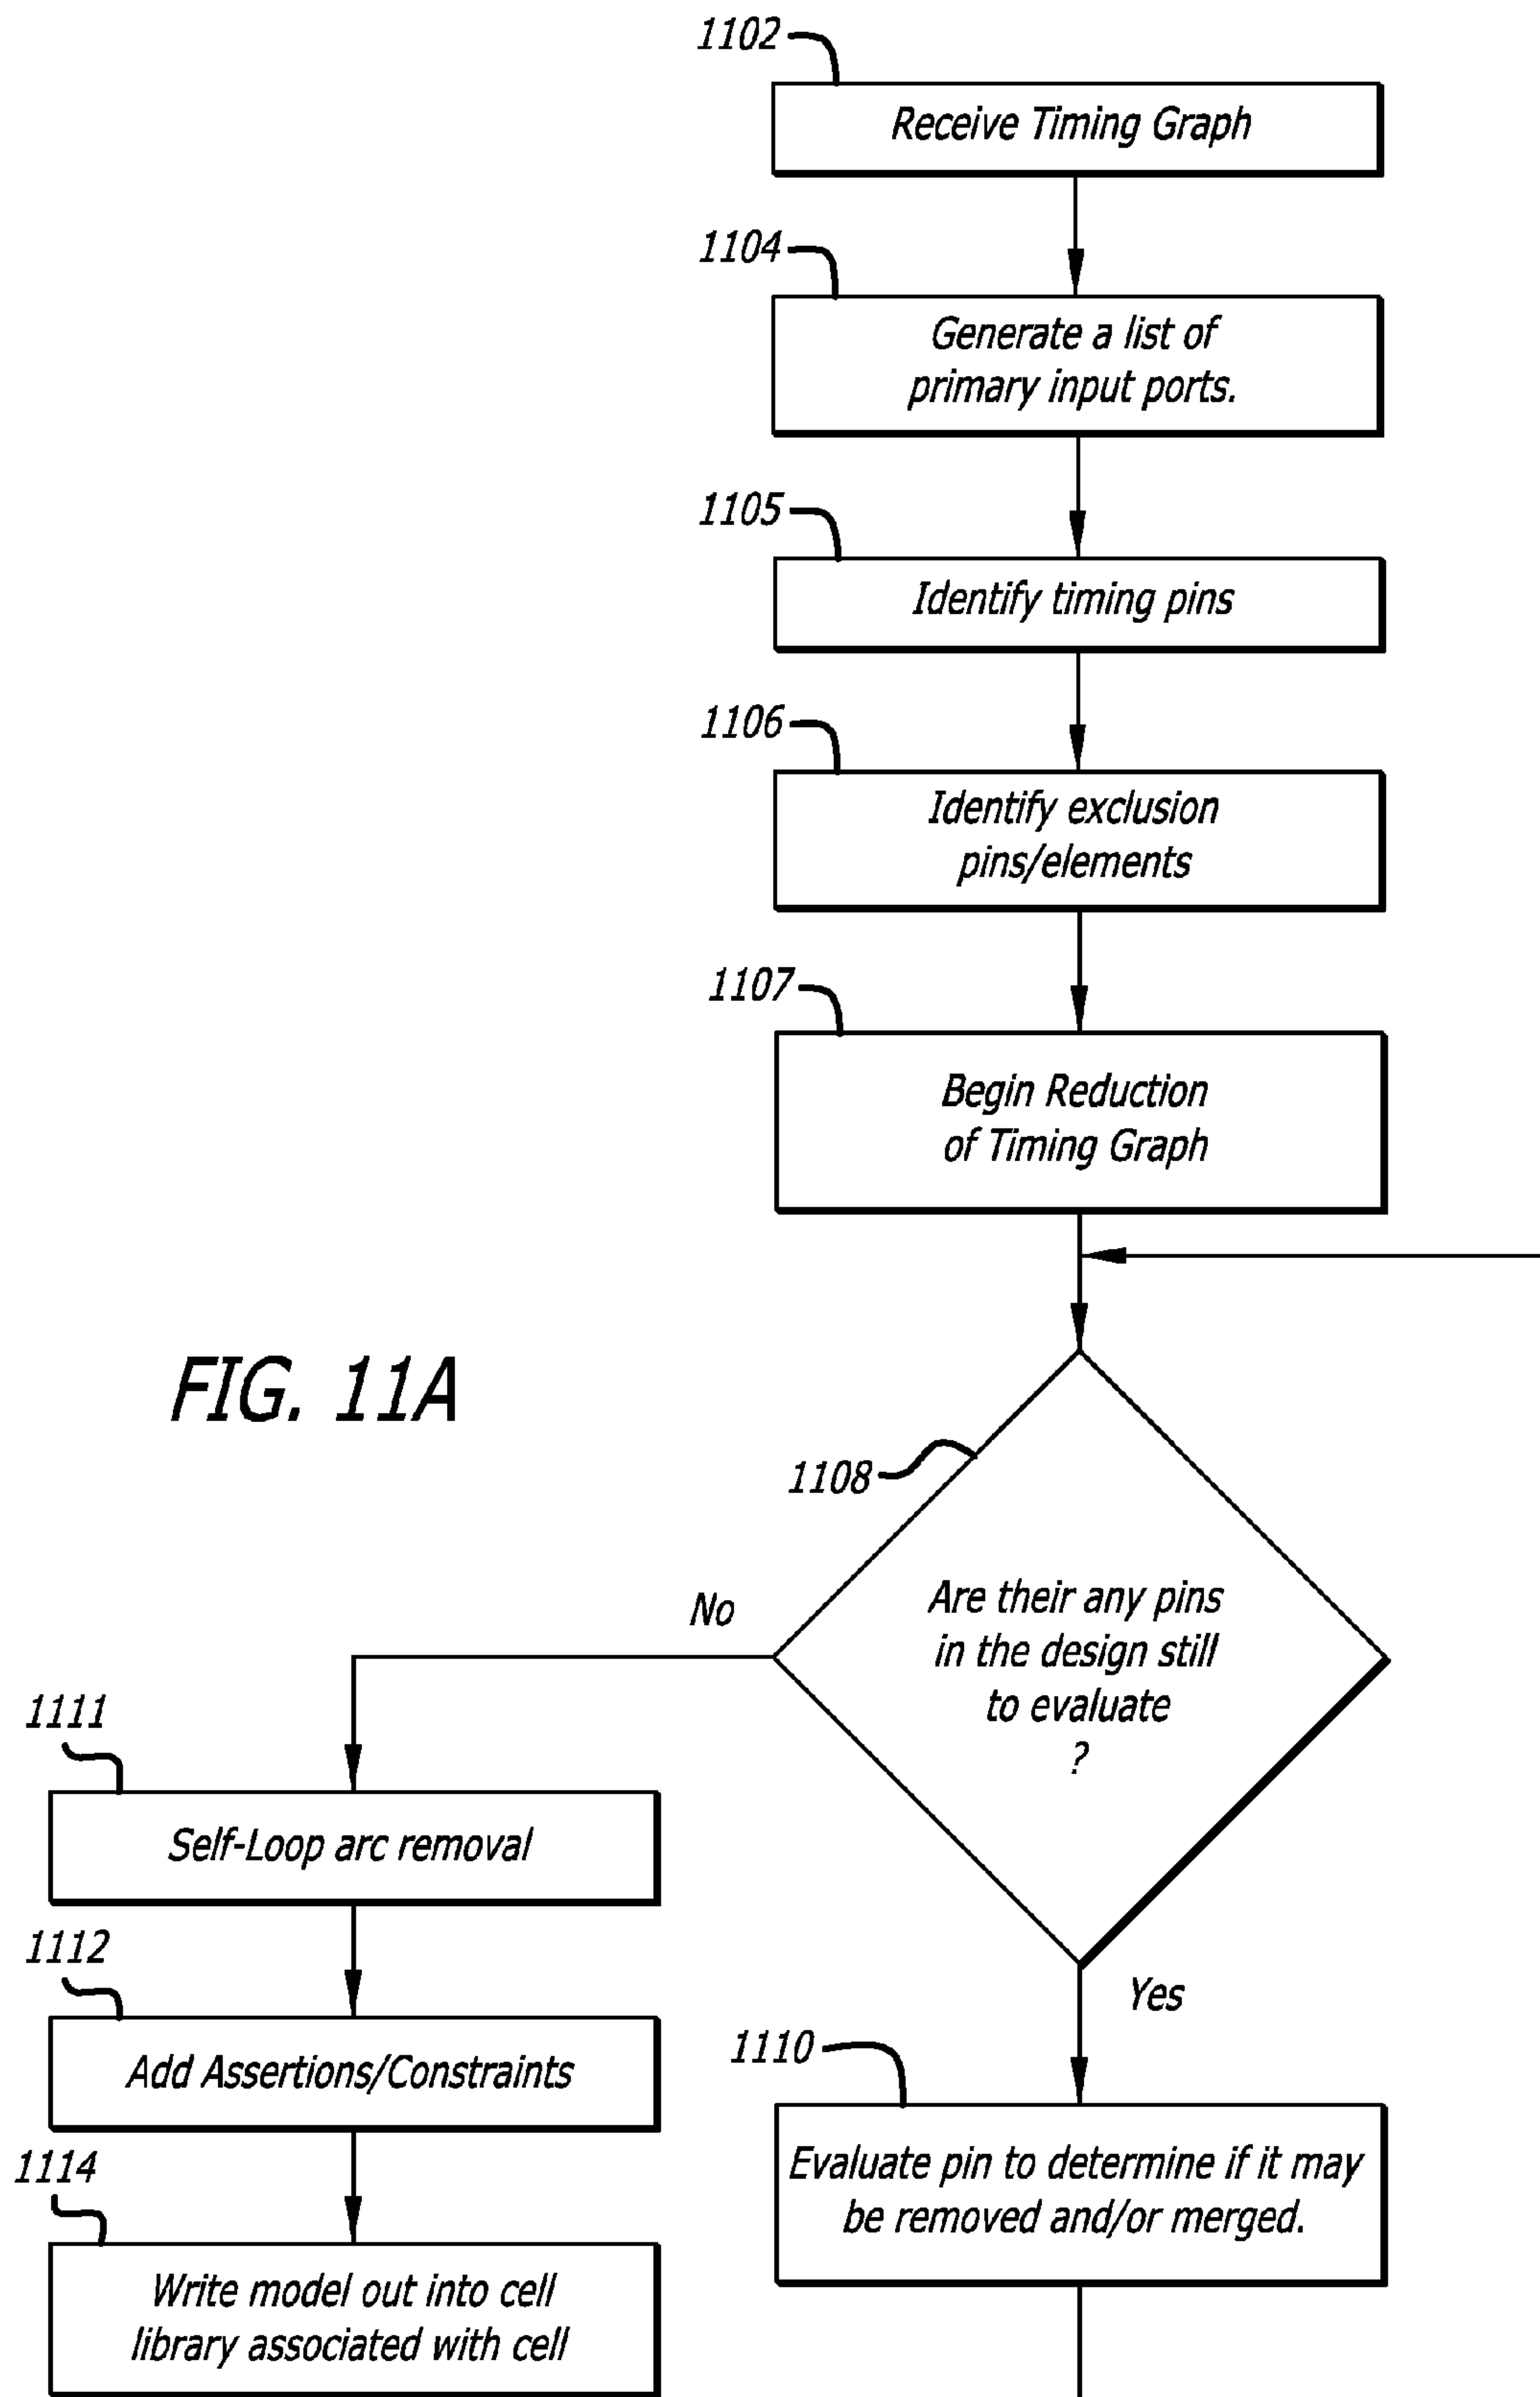 1102
Receive Timing Graph
1104
Generate a list of
primary input ports.
1105
Identify timing pins
1106
Identify exclusion
pins/elements
1107
Begin Reduction
of Timing Graph
FIG. 11A
1108
Are their any pins
in the design still
to evaluate
?
No
Yes
1111
Self-Loop arc removal
1112
Add Assertions/Constraints
1114
Write model out into cell
library associated with cell
1110
Evaluate pin to determine if it may
be removed and/or merged.